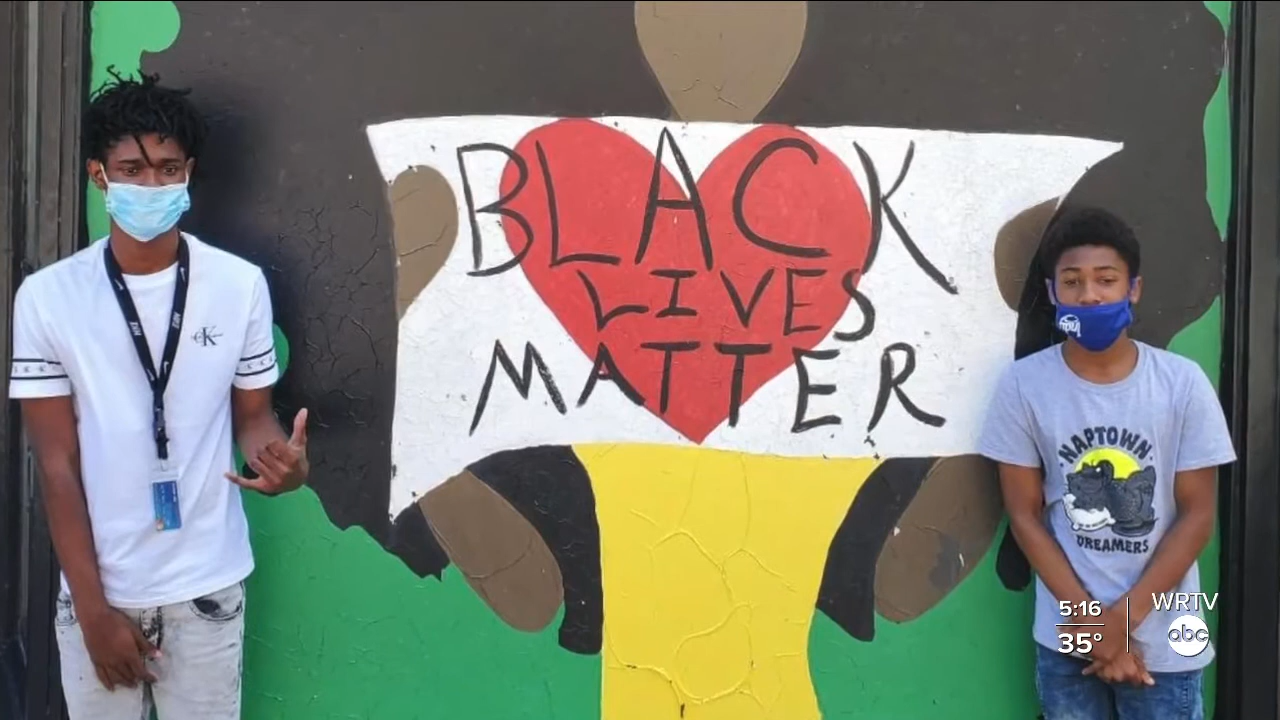 BLACK
LIVES
MATTER
CK
NAPTOWN
DREAMERS
5:16
35°
WRTV
abc